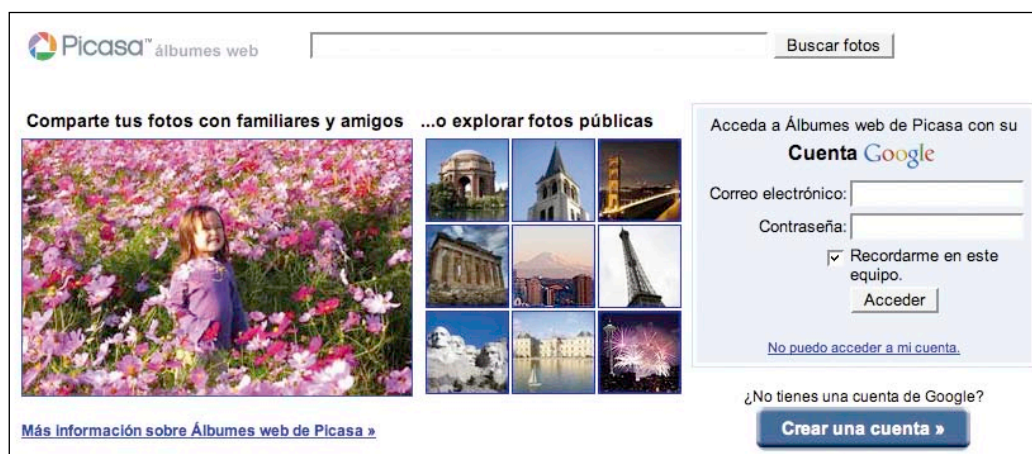 Picasa™ álbumes web
Buscar fotos
Comparte tus fotos con familiares y amigos
...o explorar fotos públicas
Acceda a Álbumes web de Picasa con su
Cuenta Google
Correo electrónico:
Contraseña:
Recordarme en este
equipo.
Acceder
No puedo acceder a mi cuenta.
¿No tienes una cuenta de Google?
Crear una cuenta »
Más información sobre Álbumes web de Picasa »